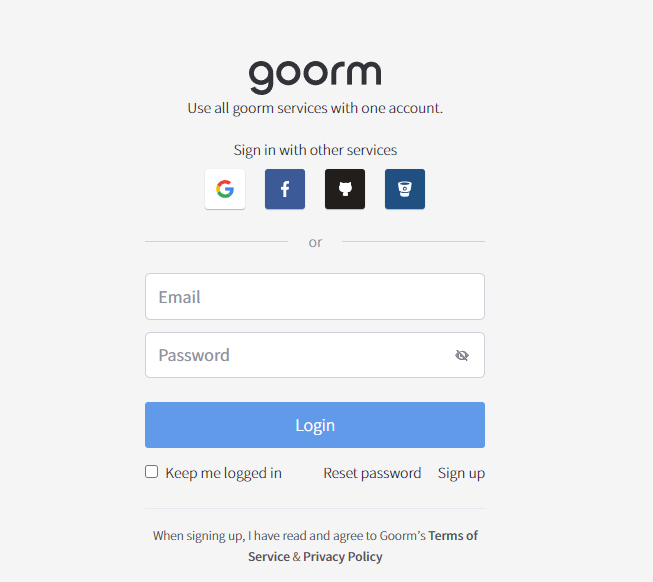 goorm
Use all goorm services with one account.
Sign in with other services
or
Email
Password
Login
Keep me logged in Reset password Sign up
When signing up, I have read and agree to Goorm's Terms of
Service & Privacy Policy